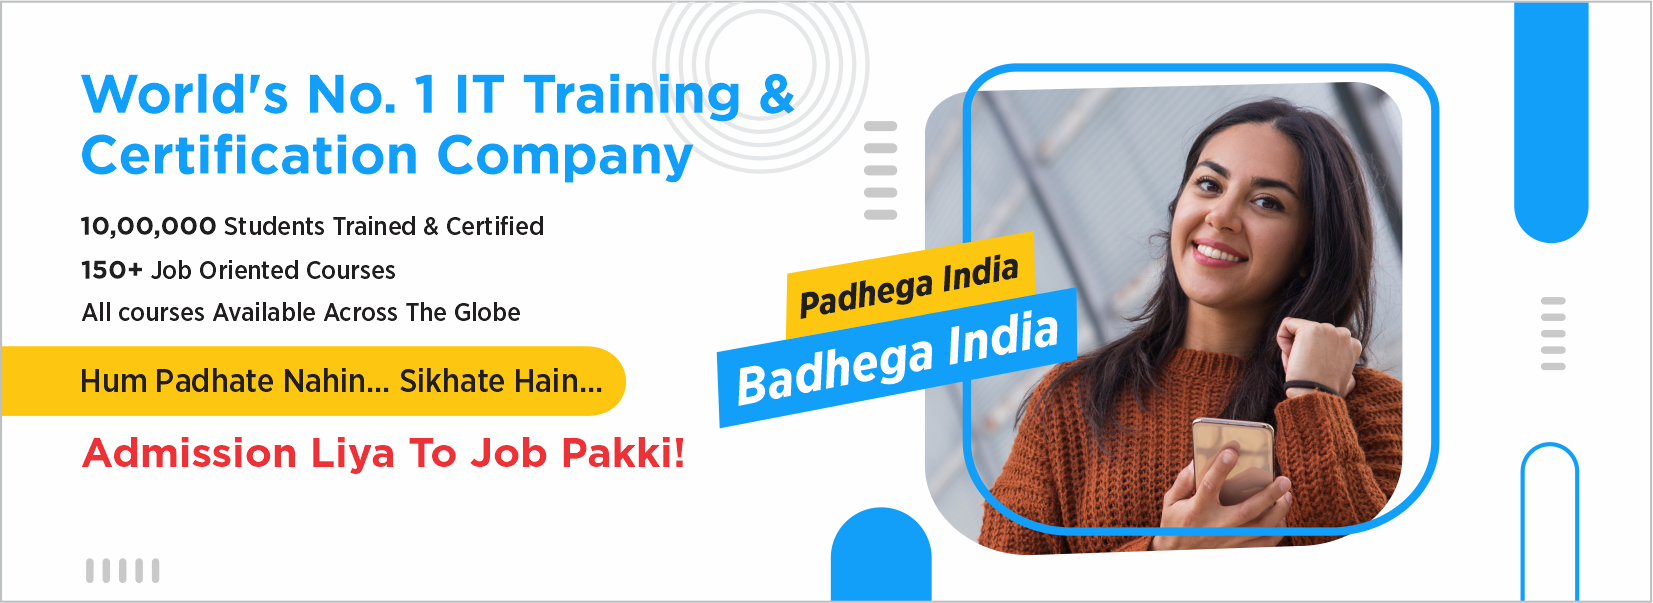 World's No. 1 IT Training &
Certification Company
10,00,000 Students Trained & Certified
150+ Job Oriented Courses
All courses Available Across The Globe
Hum Padhate Nahin... Sikhate Hain...
Admission Liya To Job Pakki!
Padhega India
Badhega India